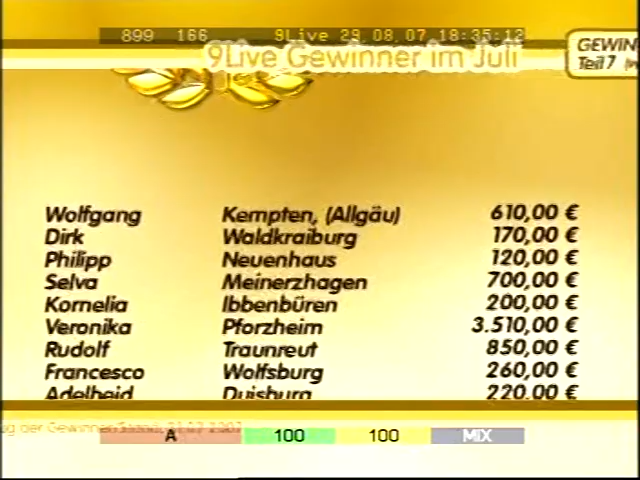 899 166 9Live 29.08.07 18:35:12
9Live Gewinner im Juli
GEWIN
Teil 7
Wolfgang Kempten, (Allgäu) 610,00 €
Dirk Waldkraiburg 170,00 €
Philipp Neuenhaus 120,00 €
Selva Meinerzhagen 700,00 €
Kornelia Ibbenbüren 200,00 €
Veronika Pforzheim 3.510,00 €
Rudolf Traunreut 850,00 €
Francesco Wolfsburg 260,00 €
Adelheid Duisburg 220,00 €
der Gewinner
A 100 100 MIX